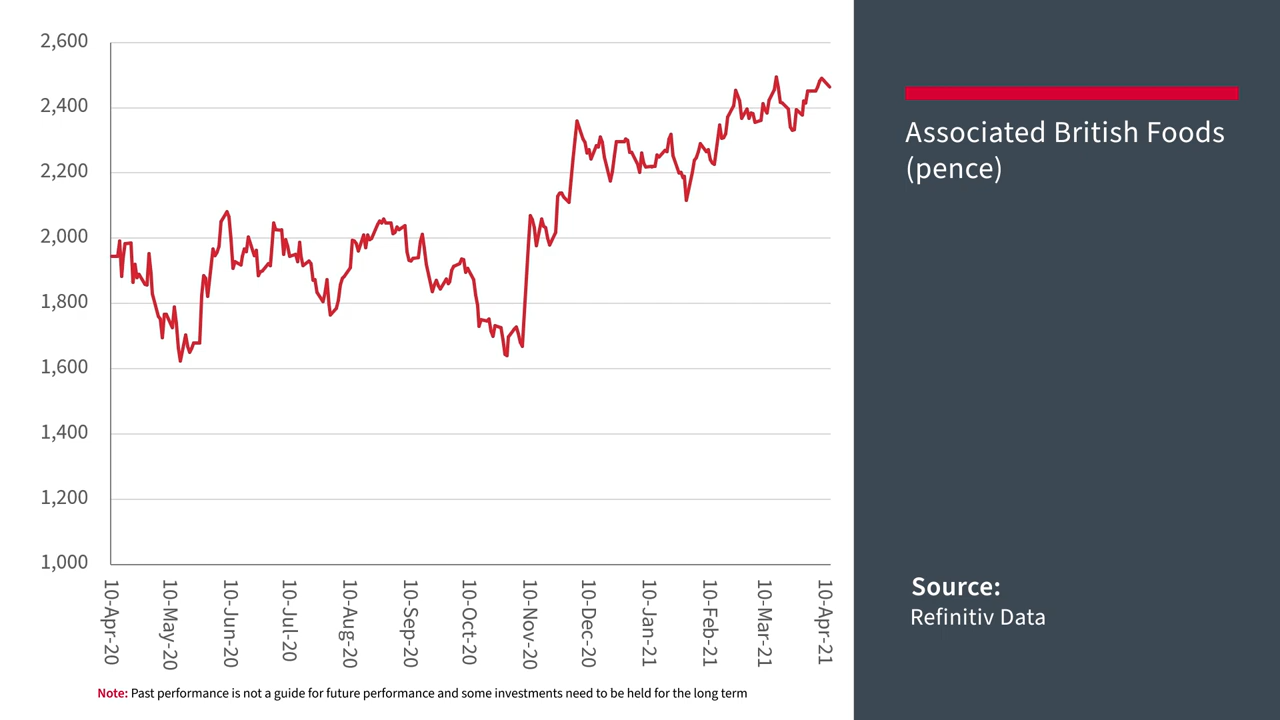 2,600
2,400
2,200
2,000
1,800
1,600
1,400
1,200
1,000
10-Apr-20
10-May-20
10-Jun-20
10-Jul-20
10-Aug-20
10-Sep-20
10-Oct-20
10-Nov-20
10-Dec-20
10-Jan-21
10-Feb-21
10-Mar-21
10-Apr-21
Note: Past performance is not a guide for future performance and some investments need to be held for the long term
Associated British Foods
(pence)
Source:
Refinitiv Data